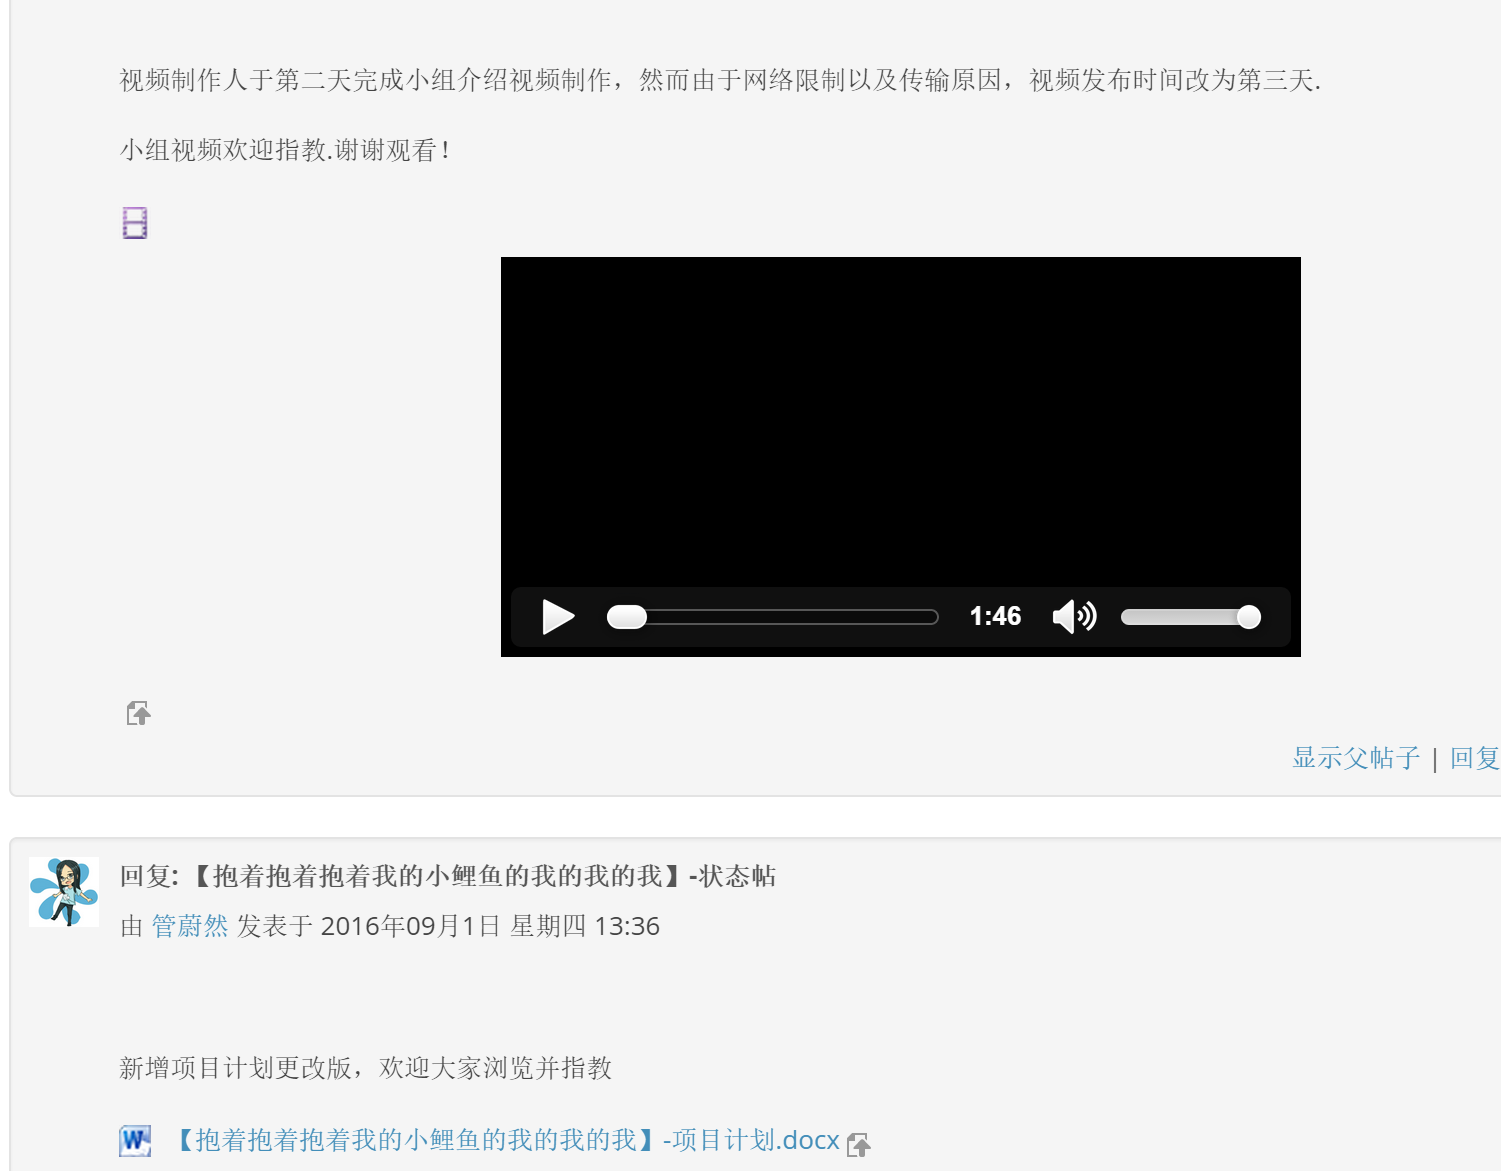 视频制作人于第二天完成小组介绍视频制作，然而由于网络限制以及传输原因，视频发布时间改为第三天.
小组视频欢迎指教.谢谢观看！
1:46
显示父帖子 | 回复
回复:【抱着抱着抱着我的小鲤鱼的我的我的我】-状态帖
由 管蔚然 发表于 2016年09月1日 星期四 13:36
新增项目计划更改版，欢迎大家浏览并指教
【抱着抱着抱着我的小鲤鱼的我的我的我】-项目计划.docx